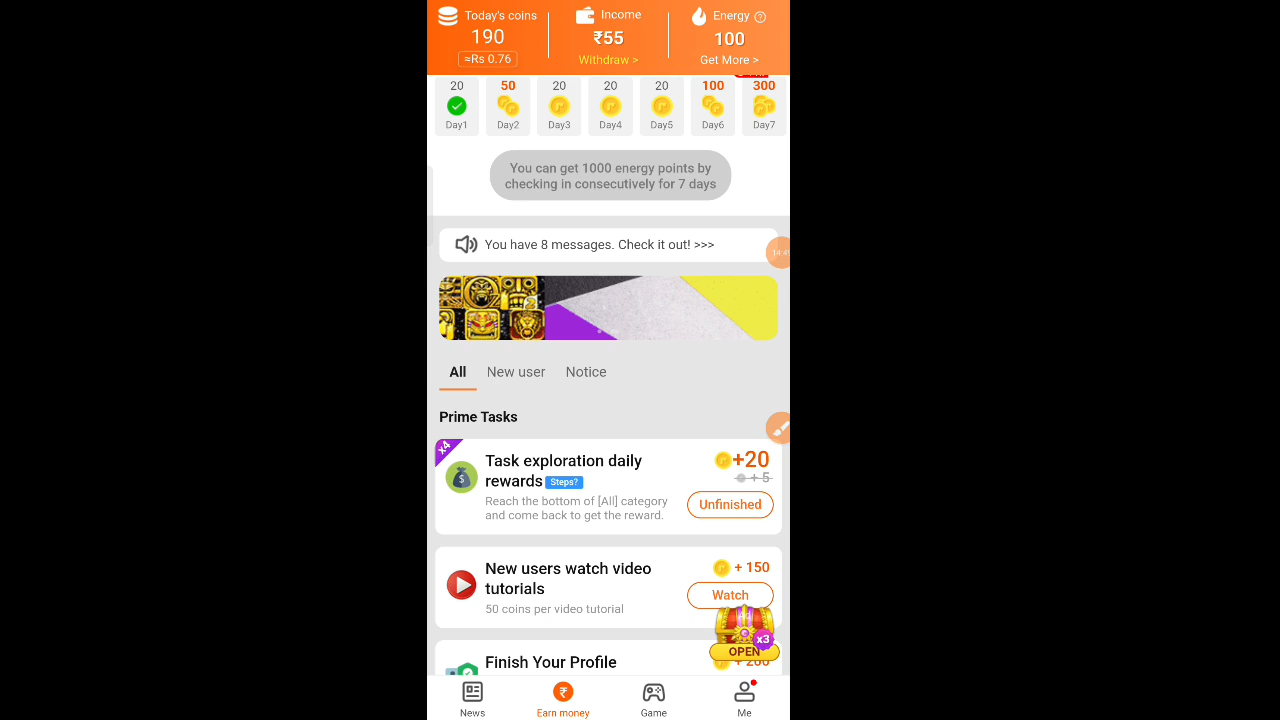 Today's coins
190
≈Rs 0.76
Income
₹55
Withdraw >
Energy ?
100
Get More >
20 50 20 20 20 100 300
Day1 Day2 Day3 Day4 Day5 Day6 Day7
You can get 1000 energy points by
checking in consecutively for 7 days
You have 8 messages. Check it out! >>>
All New user Notice
Prime Tasks
x4
Task exploration daily
rewards Steps?
Reach the bottom of [All] category
and come back to get the reward.
+20
+ 5
Unfinished
New users watch video
tutorials
50 coins per video tutorial
+ 150
Watch
x3
OPEN
Finish Your Profile
+ 200
News Earn money Game Me